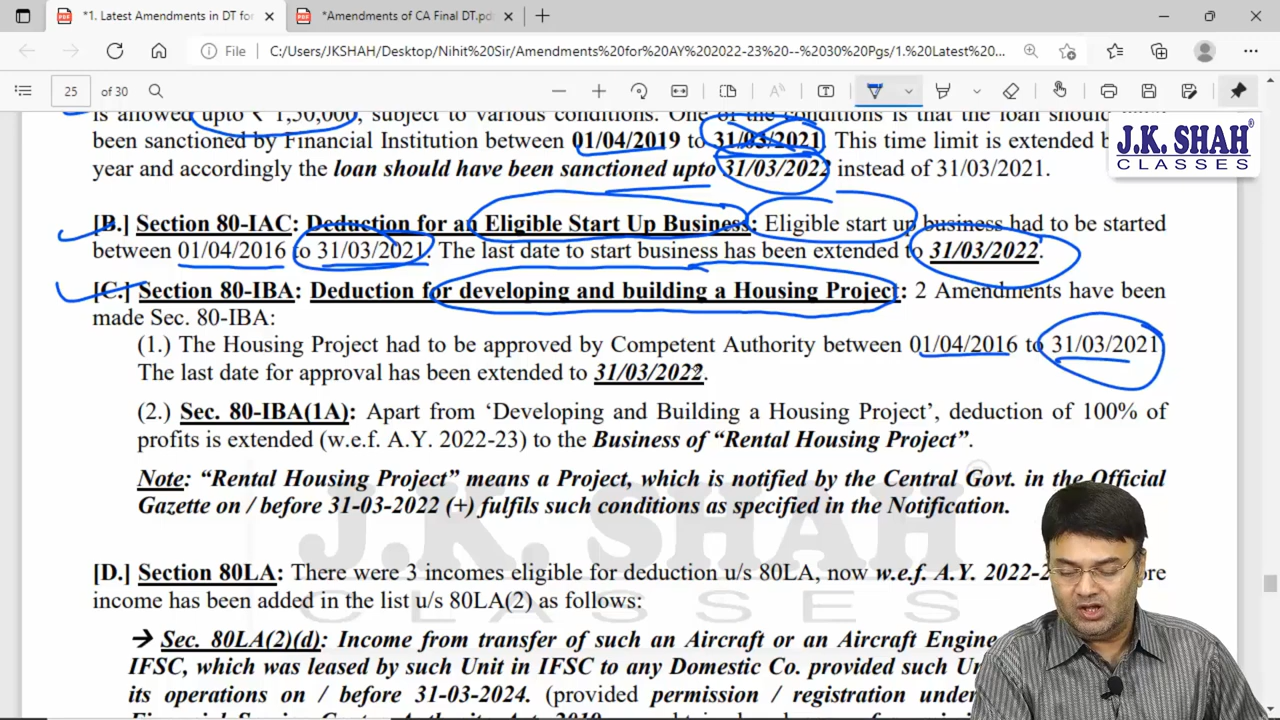 *1. Latest Amendments in DT for
*Amendments of CA Final DT.pd
File
C:/Users/JKSHAH/Desktop/Nihit%20Sir/Amendments%20for%20AY%202022-23%20--%2030%20Pgs/1.%20Latest%20...
25 of 30
J.K. SHAH®
CLASSES
is allowed upto ₹ 1,50,000, subject to various conditions. One of the conditions is that the loan should
been sanctioned by Financial Institution between 01/04/2019 to 31/03/2021. This time limit is extended b
year and accordingly the loan should have been sanctioned upto 31/03/2022 instead of 31/03/2021.
[B.] Section 80-IAC: Deduction for an Eligible Start Up Business: Eligible start up business had to be started
between 01/04/2016 to 31/03/2021. The last date to start business has been extended to 31/03/2022.
[C.] Section 80-IBA: Deduction for developing and building a Housing Project: 2 Amendments have been
made Sec. 80-IBA:
(1.) The Housing Project had to be approved by Competent Authority between 01/04/2016 to 31/03/2021
The last date for approval has been extended to 31/03/2022.
(2.) Sec. 80-IBA(1A): Apart from ‘Developing and Building a Housing Project’, deduction of 100% of
profits is extended (w.e.f. A.Y. 2022-23) to the Business of “Rental Housing Project”.
Note: “Rental Housing Project” means a Project, which is notified by the Central Govt. in the Official
Gazette on / before 31-03-2022 (+) fulfils such conditions as specified in the Notification.
J.K. SHAH
CLASSES
[D.] Section 80LA: There were 3 incomes eligible for deduction u/s 80LA, now w.e.f. A.Y. 2022-2
income has been added in the list u/s 80LA(2) as follows:
→ Sec. 80LA(2)(d): Income from transfer of such an Aircraft or an Aircraft Engine
IFSC, which was leased by such Unit in IFSC to any Domestic Co. provided such
its operations on / before 31-03-2024. (provided permission / registration under